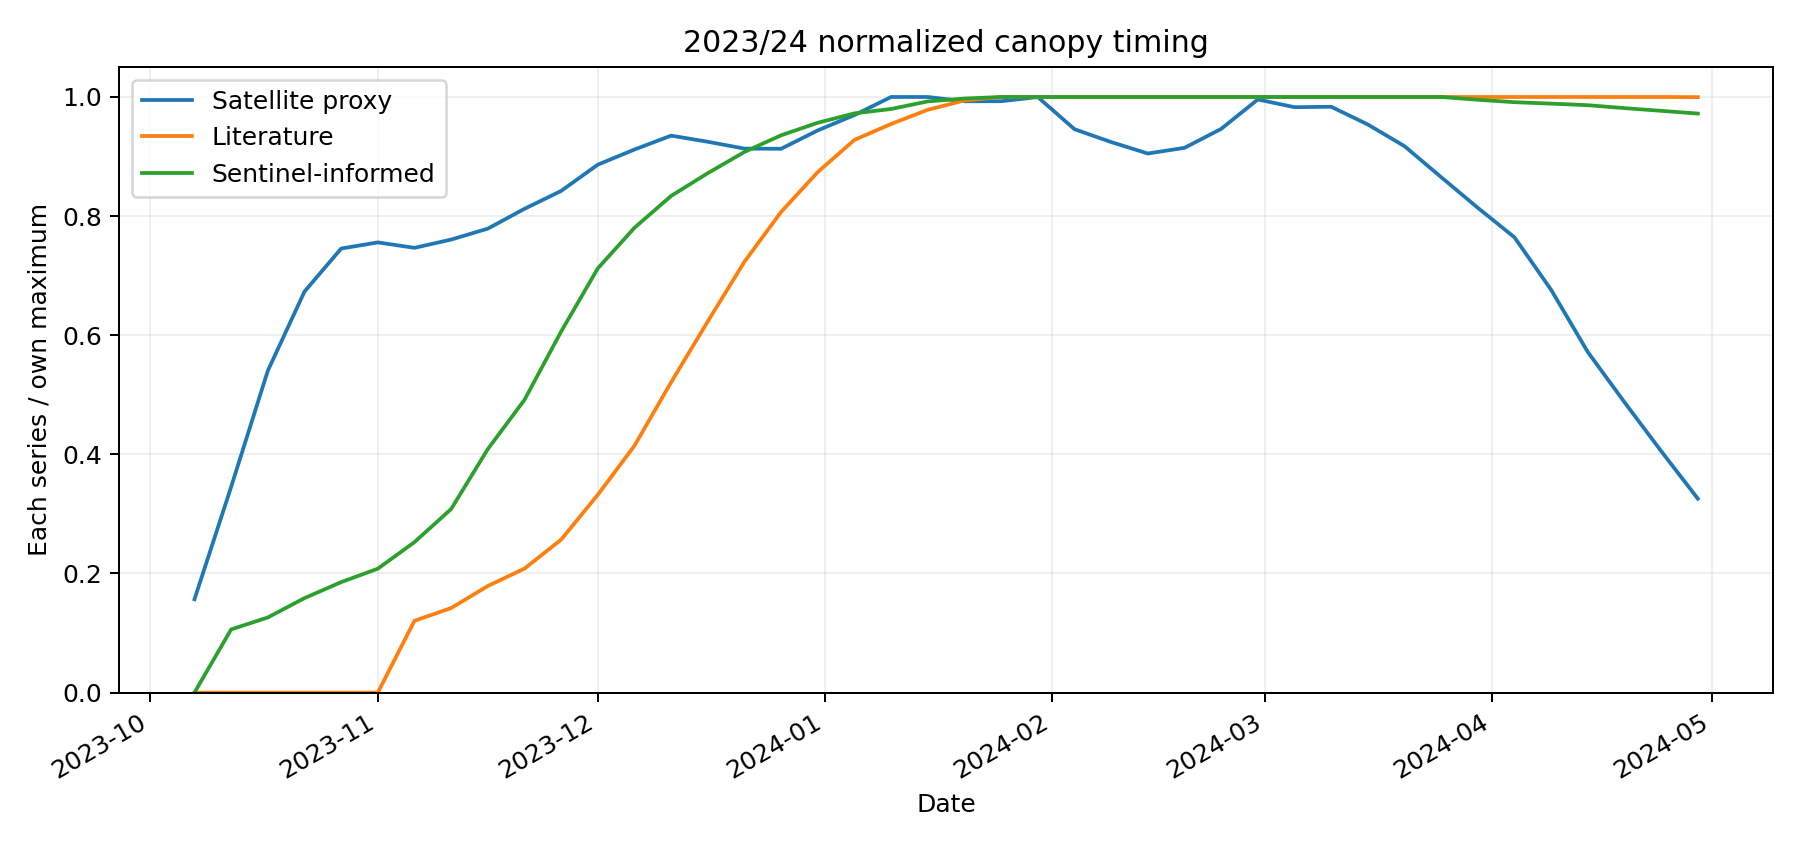 2023/24 normalized canopy timing
Satellite proxy
Literature
Sentinel-informed
Each series / own maximum
1.0
0.8
0.6
0.4
0.2
0.0
2023-10
2023-11
2023-12
2024-01
2024-02
2024-03
2024-04
2024-05
Date